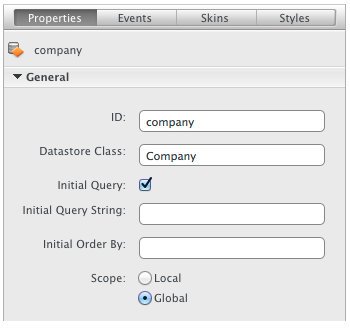 Properties Events Skins Styles
company
General
ID: company
Datastore Class: Company
Initial Query:
Initial Query String:
Initial Order By:
Scope: Local
Global